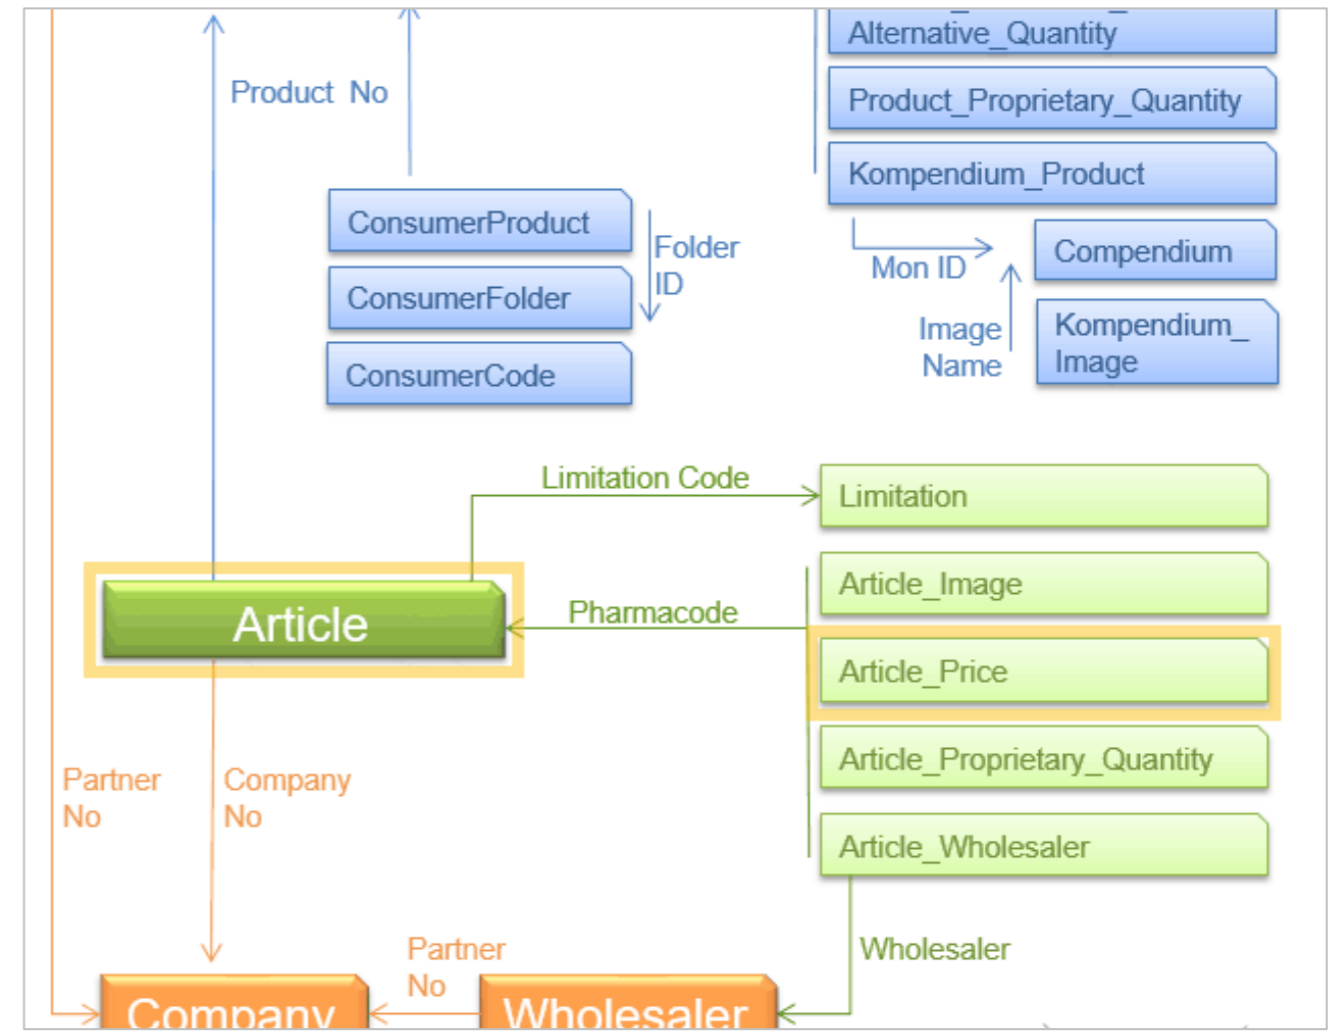 Alternative_Quantity
Product No
Product_Proprietary_Quantity
Kompendium_Product
ConsumerProduct
Folder
ID
ConsumerFolder
ConsumerCode
Mon ID
Compendium
Image
Name
Kompendium_
Image
Limitation Code
Limitation
Article
Pharmacode
Article_Image
Article_Price
Article_Proprietary_Quantity
Article_Wholesaler
Partner
No
Company
No
Partner
No
Wholesaler
Company
Wholesaler